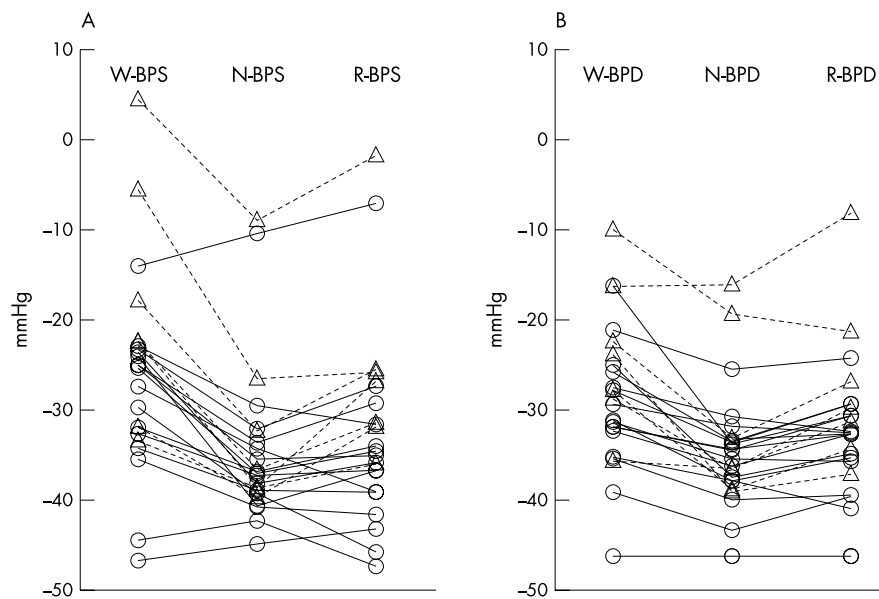 A
10
0
–10
–20
–30
–40
–50
mmHg
W-BPS N-BPS R-BPS
B
10
0
–10
–20
–30
–40
–50
mmHg
W-BPD N-BPD R-BPD